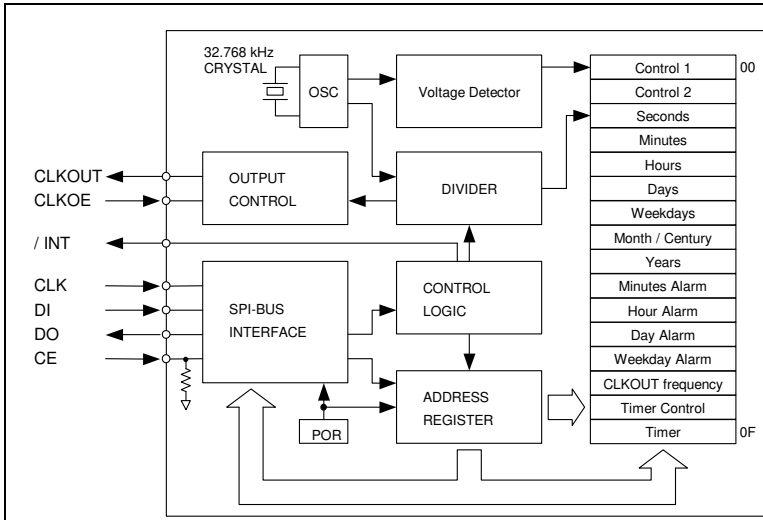 32.768 kHz
CRYSTAL
OSC
Voltage Detector
Control 1
00
Control 2
Seconds
Minutes
Hours
Days
Weekdays
Month / Century
Years
Minutes Alarm
Hour Alarm
Day Alarm
Weekday Alarm
CLKOUT frequency
Timer Control
Timer
0F
CLKOUT
CLKOE
OUTPUT
CONTROL
DIVIDER
/ INT
CLK
DI
DO
CE
SPI-BUS
INTERFACE
CONTROL
LOGIC
ADDRESS
REGISTER
POR